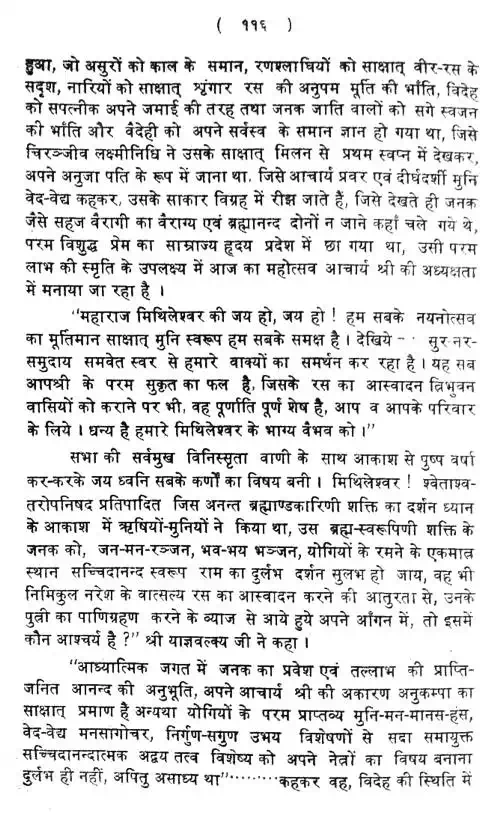 ( ११६ )
हुआ, जो असुरों को काल के समान, रणश्लाघियों को साक्षात् वीर-रस के
सदृश, नारियों को साक्षात् शृंगार रस की अनुपम मूर्ति की भाँति, विदेह
को सपत्नीक अपने जमाई की तरह तथा जनक जाति वालों को सगे स्वजन
की भाँति और वैदेही को अपने सर्वस्व के समान ज्ञान हो गया था, जिसे
चिरञ्जीव लक्ष्मीनिधि ने उसके साक्षात् मिलन से प्रथम स्वप्न में देखकर,
अपने अनुजा पति के रूप में जाना था, जिसे आचार्य प्रवर एवं दीर्घदर्शी मुनि
वेद-वेद्य कहकर, उसके साकार विग्रह में रीझ जाते हैं, जिसे देखते ही जनक
जैसे सहज वैरागी का वैराग्य एवं ब्रह्मानन्द दोनों न जाने कहाँ चले गये थे,
परम विशुद्ध प्रेम का साम्राज्य हृदय प्रदेश में छा गया था, उसी परम
लाभ की स्मृति के उपलक्ष्य में आज का महोत्सव आचार्य श्री की अध्यक्षता
में मनाया जा रहा है ।
"महाराज मिथिलेश्वर की जय हो, जय हो ! हम सबके नयनोत्सव
का मूर्तिमान साक्षात् मुनि स्वरूप हम सबके समक्ष है । देखिये -- सुर-नर-
समुदाय समवेत स्वर से हमारे वाक्यों का समर्थन कर रहा है । यह सब
आपश्री के परम सुकृत का फल है, जिसके रस का आस्वादन त्रिभुवन
वासियों को कराने पर भी, वह पूर्णाति पूर्ण शेष है, आप व आपके परिवार
के लिये । धन्य है हमारे मिथिलेश्वर के भाग्य वैभव को ।"
सभा की सर्वमुख विनिस्सृता वाणी के साथ आकाश से पुष्प वर्षा
कर-करके जय ध्वनि सबके कर्णों का विषय बनी । मिथिलेश्वर ! श्वेताश्व-
तरोपनिषद प्रतिपादित जिस अनन्त ब्रह्माण्डकारिणी शक्ति का दर्शन ध्यान
के आकाश में ऋषियों-मुनियों ने किया था, उस ब्रह्म-स्वरूपिणी शक्ति के
जनक को, जन-मन-रञ्जन, भव-भय भञ्जन, योगियों के रमने के एकमात्र
स्थान सच्चिदानन्द स्वरूप राम का दुर्लभ दर्शन सुलभ हो जाय, वह भी
निमिकुल नरेश के वात्सल्य रस का आस्वादन करने की आतुरता से, उनके
पुत्री का पाणिग्रहण करने के व्याज से आये हुये अपने आँगन में, तो इसमें
कौन आश्चर्य है ?" श्री याज्ञवल्क्य जी ने कहा ।
"आध्यात्मिक जगत में जनक का प्रवेश एवं तल्लाभ की प्राप्ति-
जनित आनन्द की अनुभूति, अपने आचार्य श्री की अकारण अनुकम्पा का
साक्षात् प्रमाण है अन्यथा योगियों के परम प्राप्तव्य मुनि-मन-मानस-हंस,
वेद-वेद्य मनसागोचर, निर्गुण-सगुण उभय विशेषणों से सदा समायुक्त
सच्चिदानन्दात्मक अद्वय तत्व विशेष्य को अपने नेत्रों का विषय बनाना
दुर्लभ ही नहीं, अपितु असाध्य था"·········कहकर वह, विदेह की स्थिति में